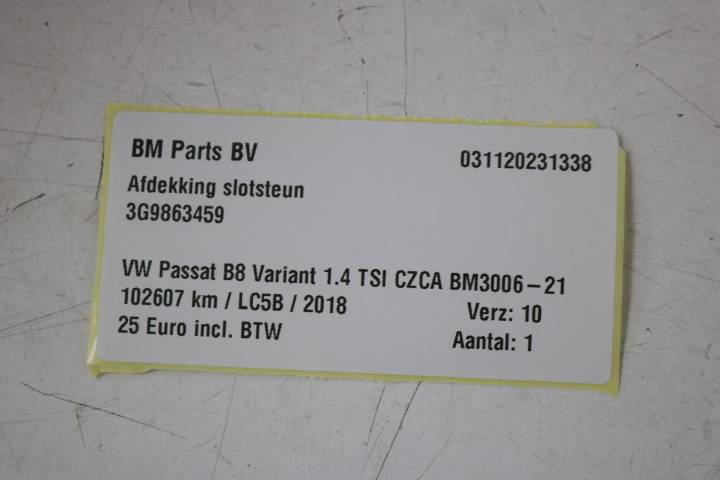 BM Parts BV 031120231338
Afdekking slotsteun
3G9863459
VW Passat B8 Variant 1.4 TSI CZCA BM3006-21
102607 km / LC5B / 2018 Verz: 10
25 Euro incl. BTW Aantal: 1